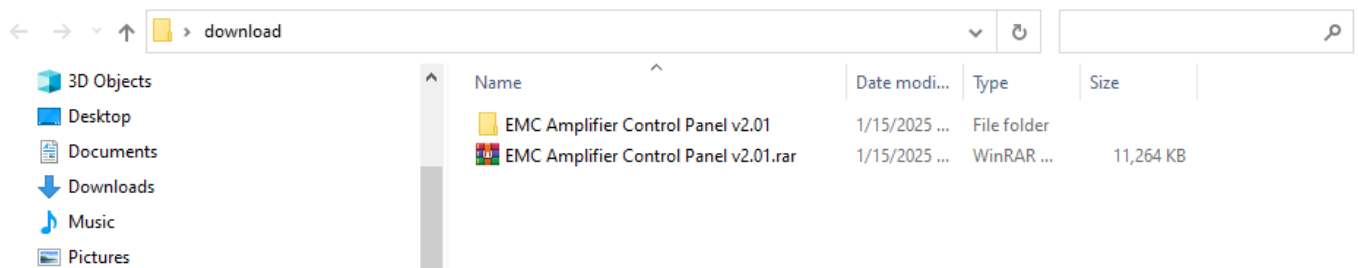 download
3D Objects
Desktop
Documents
Downloads
Music
Pictures
Name Date modi... Type Size
EMC Amplifier Control Panel v2.01 1/15/2025 ... File folder
EMC Amplifier Control Panel v2.01.rar 1/15/2025 ... WinRAR ... 11,264 KB